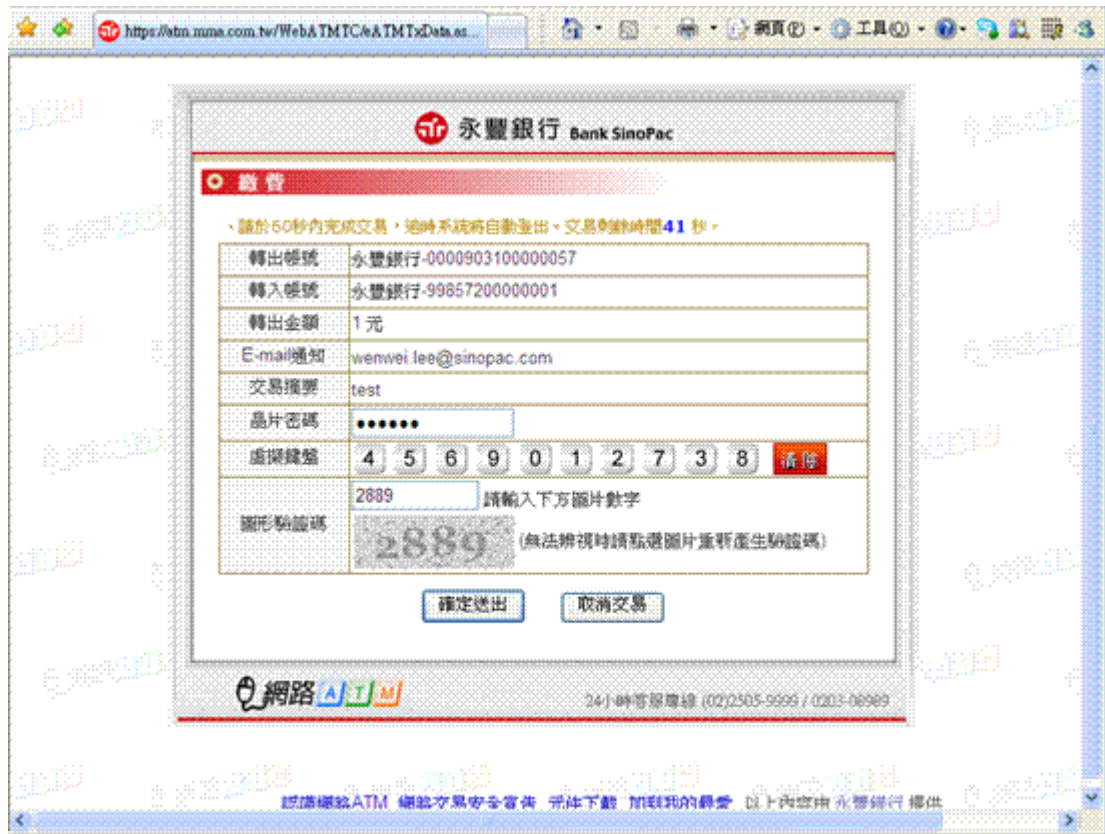 https://atm.mma.com.tw/WebATMTC/eATMTxData.as... 網頁(P) 工具(O)
永豐銀行 Bank SinoPac
繳費
、請於60秒內完成交易，逾時系統將自動登出。交易剩餘時間41 秒。
轉出帳號 永豐銀行-0000903100000057
轉入帳號 永豐銀行-99857200000001
轉出金額 1 元
E-mail通知 wenwei.lee@sinopac.com
交易摘要 test
晶片密碼 ••••••
虛擬鍵盤 4 5 6 9 0 1 2 7 3 8 清除
2889 請輸入下方圖片數字
圖形驗證碼
2889 (無法辨視時請點選圖片重新產生驗證碼)
確定送出 取消交易
網路ATM 24小時客服專線 (02)2505-9999 / 0203-08989
認識網路ATM 網路交易安全宣告 元件下載 加到我的最愛 以上內容由 永豐銀行 提供